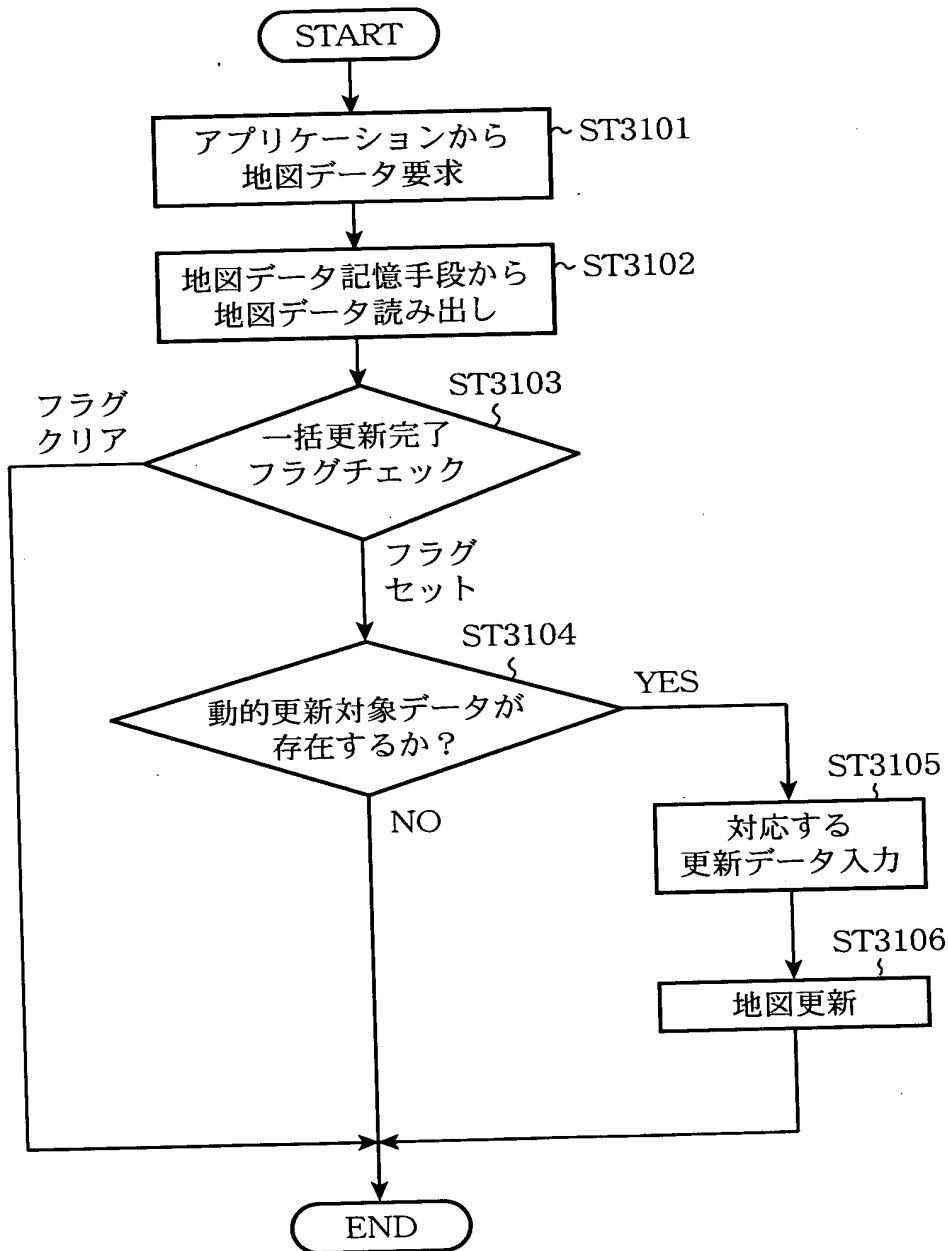 START
アプリケーションから
地図データ要求
ST3101
地図データ記憶手段から
地図データ読み出し
ST3102
ST3103
フラグ
クリア
一括更新完了
フラグチェック
フラグ
セット
ST3104
動的更新対象データが
存在するか？
YES
NO
ST3105
対応する
更新データ入力
ST3106
地図更新
END